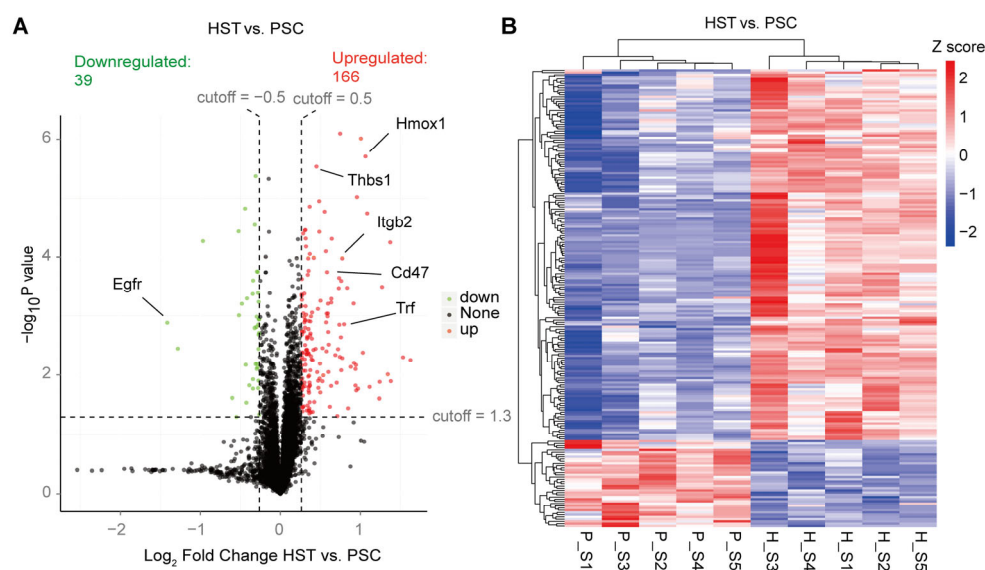 A
HST vs. PSC
Downregulated:
39
Upregulated:
166
cutoff = −0.5
cutoff = 0.5
Hmox1
Thbs1
Itgb2
Cd47
Trf
Egfr
down
None
up
cutoff = 1.3
6
4
2
0
−log10P value
−2
−1
0
1
Log2 Fold Change HST vs. PSC
B
HST vs. PSC
Z score
2
1
0
−1
−2
P_S1
P_S3
P_S2
P_S4
P_S5
H_S3
H_S4
H_S1
H_S2
H_S5